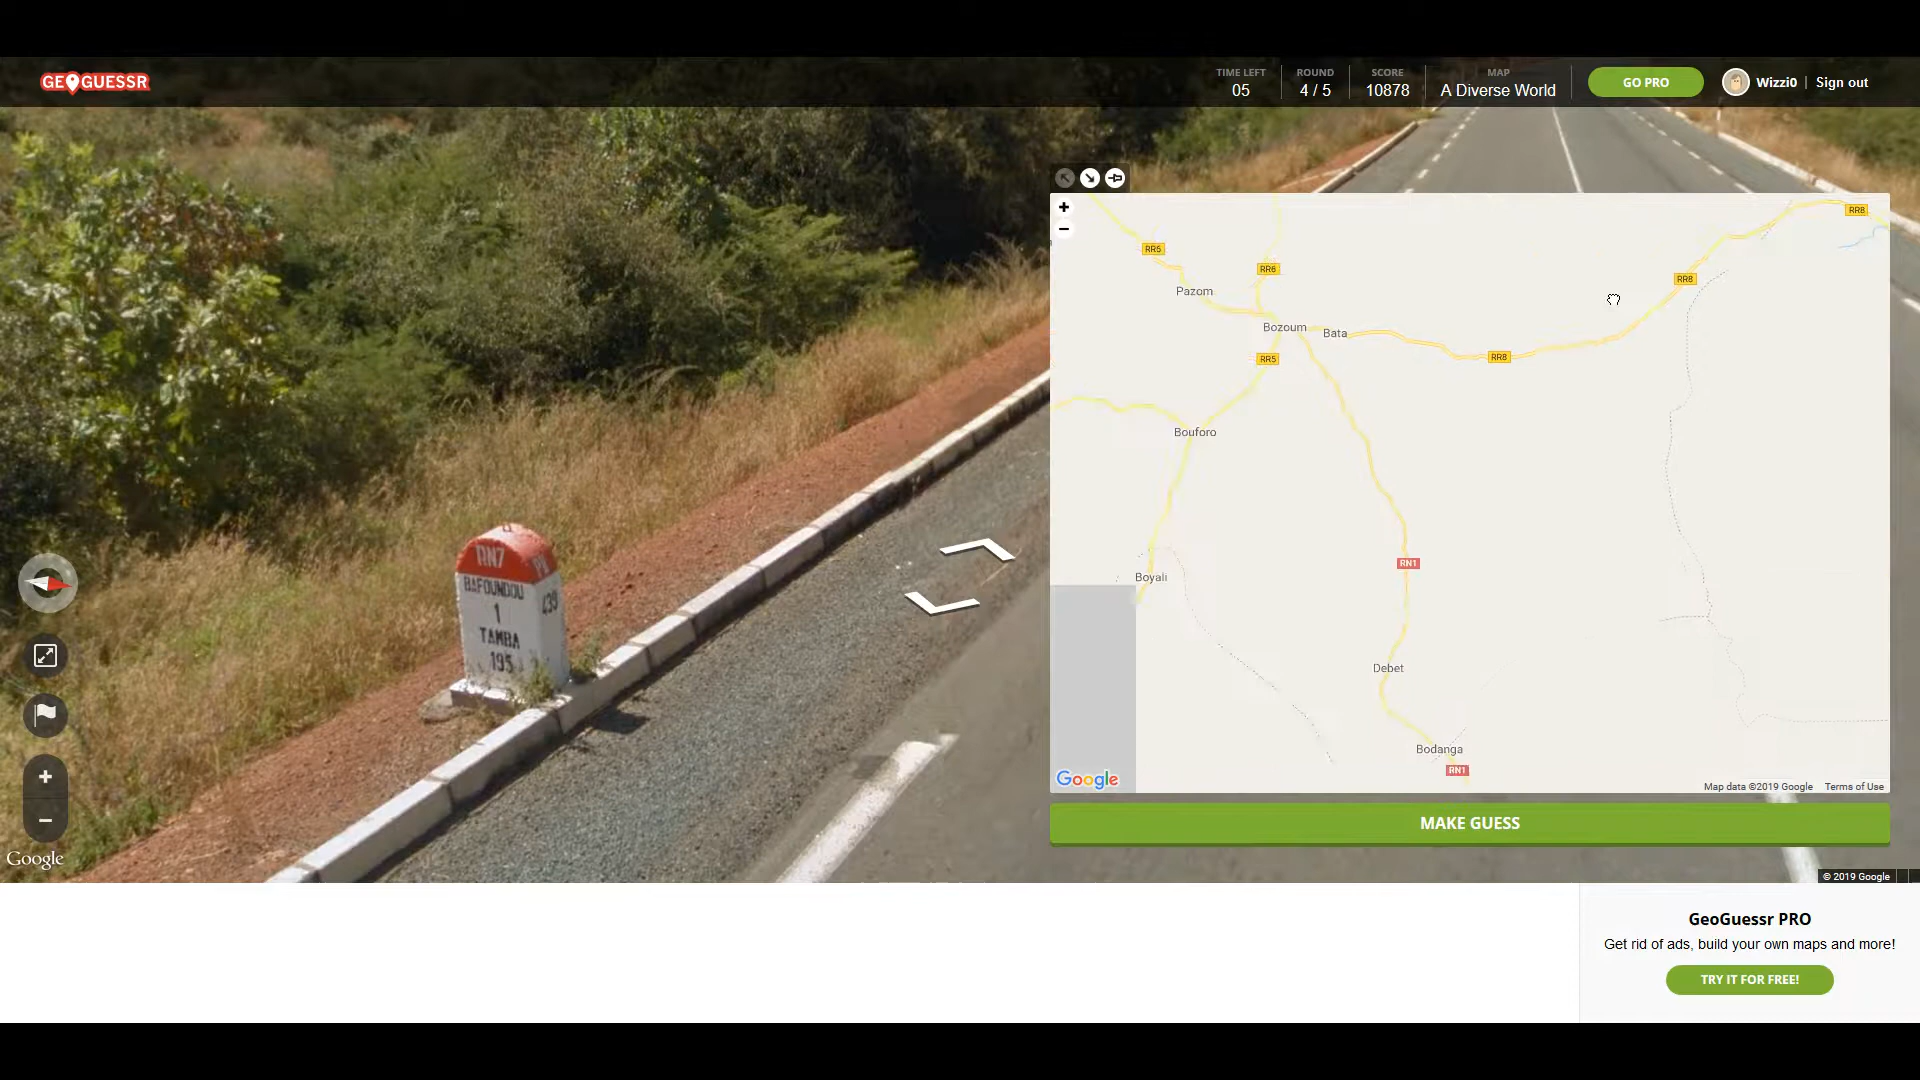 GEOGUESSR
TIME LEFT
05
ROUND
4 / 5
SCORE
10878
MAP
A Diverse World
GO PRO
Wizzi0
Sign out
RR5
RR6
RR8
RR8
Pazom
Bozoum
Bata
RR5
RR8
Bouforo
RN1
Boyali
Debet
Bodanga
RN1
Google
Map data ©2019 Google
Terms of Use
MAKE GUESS
RN7
PV
BAFOUNDOU
1
439
TAMBA
195
Google
© 2019 Google
GeoGuessr PRO
Get rid of ads, build your own maps and more!
TRY IT FOR FREE!